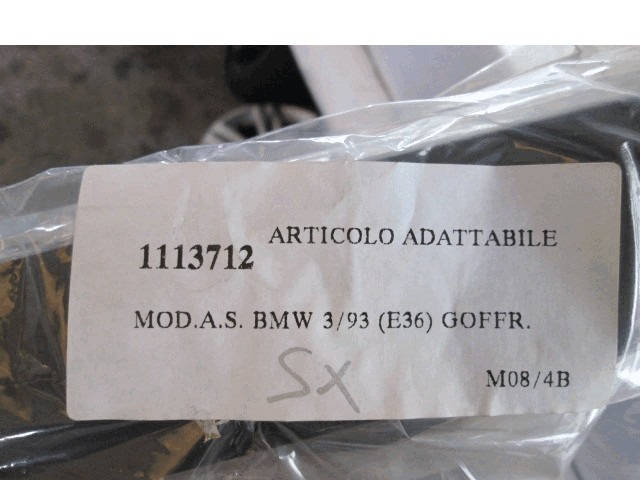 ARTICOLO ADATTABILE
1113712
MOD.A.S. BMW 3/93 (E36) GOFFR.
SX
M08/4B